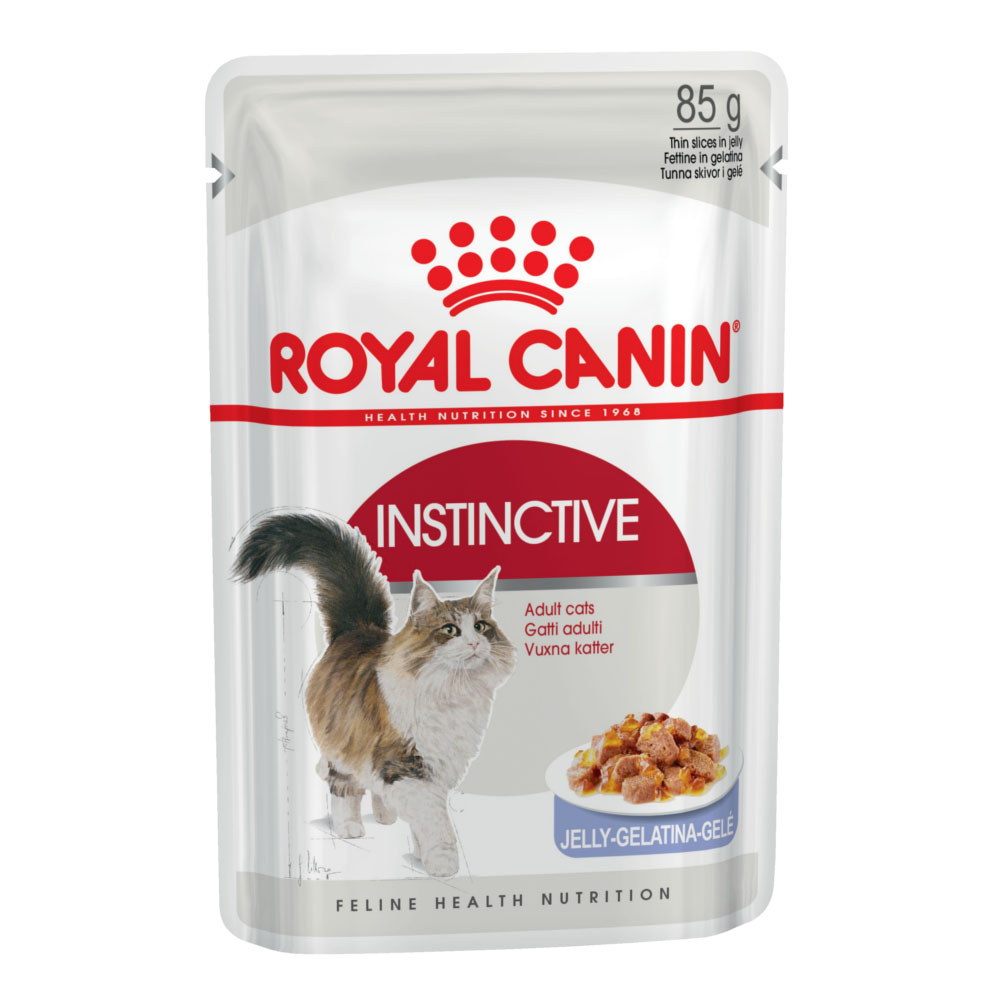 85 g
Thin slices in jelly
Fettine in gelatina
Tunna skivor i gelé
ROYAL CANIN®
HEALTH NUTRITION SINCE 1968
INSTINCTIVE
Adult cats
Gatti adulti
Vuxna katter
JELLY-GELATINA-GELÉ
FELINE HEALTH NUTRITION